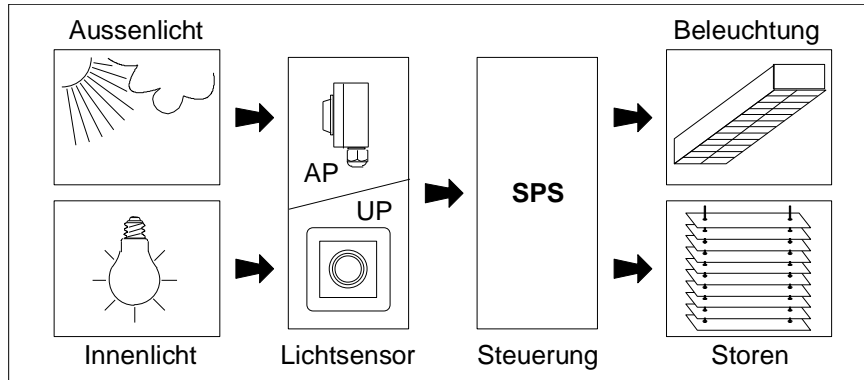 Aussenlicht
Beleuchtung
AP
UP
SPS
Innenlicht
Lichtsensor
Steuerung
Storen